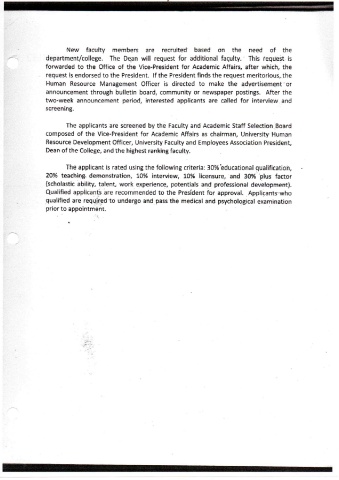 New faculty members are recruited based on the need of the
department/college. The Dean will request for additional faculty. This request is
forwarded to the Office of the Vice-President for Academic Affairs, after which, the
request is endorsed to the President. If the President finds the request meritorious, the
Human Resource Management Officer is directed to make the advertisement or
announcement through bulletin board, community or newspaper postings. After the
two-week announcement period, interested applicants are called for interview and
screening.
The applicants are screened by the Faculty and Academic Staff Selection Board
composed of the Vice-President for Academic Affairs as chairman, University Human
Resource Development Officer, University Faculty and Employees Association President,
Dean of the College, and the highest ranking faculty.
The applicant is rated using the following criteria: 30% educational qualification,
20% teaching demonstration, 10% interview, 10% licensure, and 30% plus factor
(scholastic ability, talent, work experience, potentials and professional development).
Qualified applicants are recommended to the President for approval. Applicants who
qualified are required to undergo and pass the medical and psychological examination
prior to appointment.